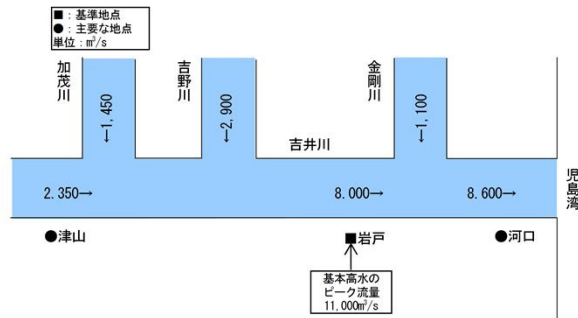 ■：基準地点
●：主要な地点
単位：m³/s
加茂川
吉野川
金剛川
←1,450
←2,900
←1,100
吉井川
2.350→
8.000→
8.600→
児島湾
●津山
■岩戸
●河口
基本高水の
ピーク流量
11,000m³/s